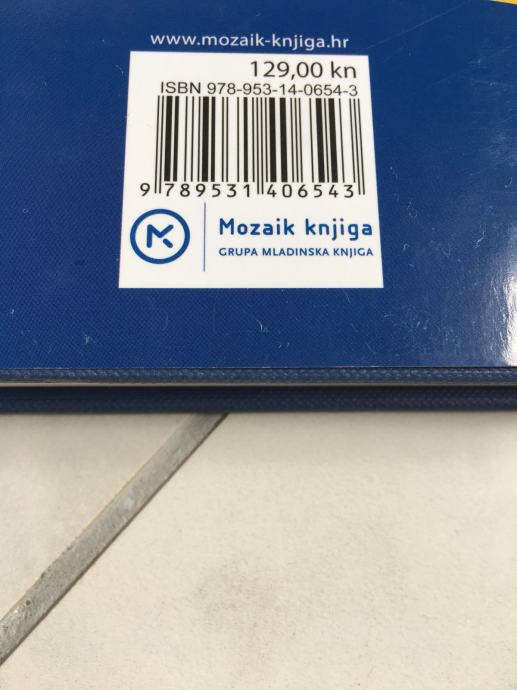 www.mozaik-knjiga.hr
129,00 kn
ISBN 978-953-14-0654-3
9 789531 406543
Mozaik knjiga
GRUPA MLADINSKA KNJIGA